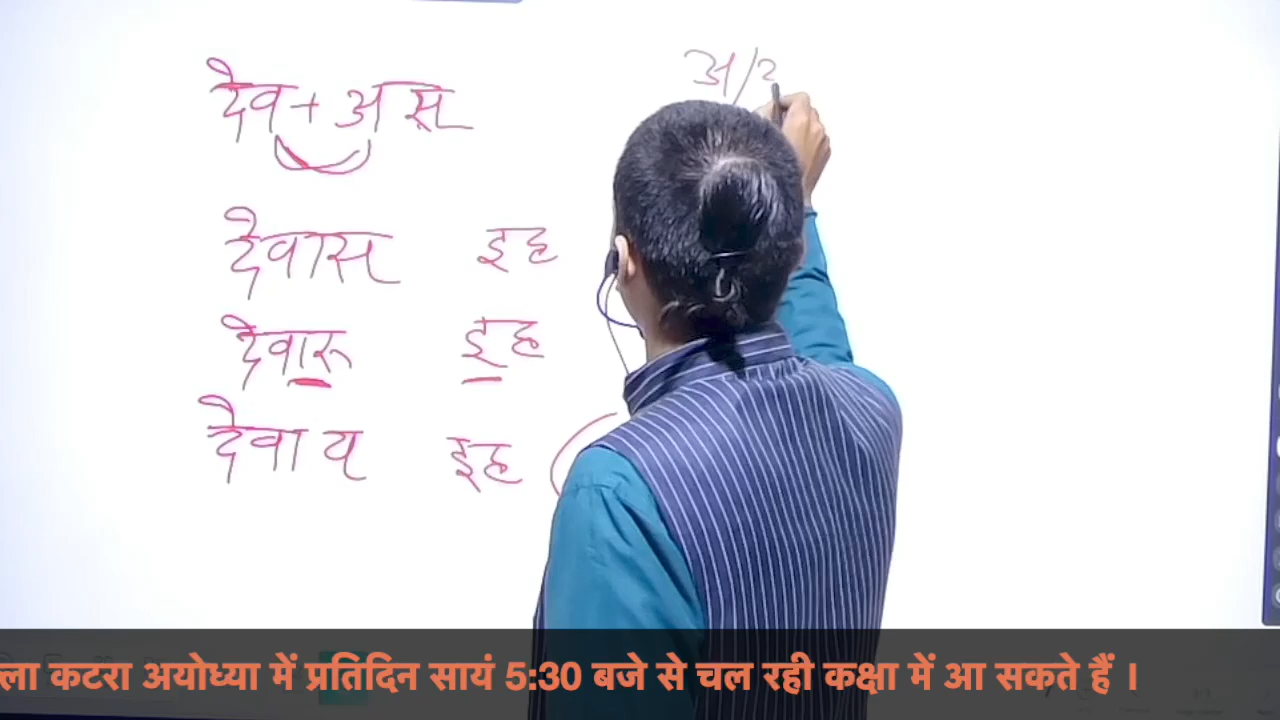 देव + अस्
अ/
देवास इह
देवारु इह
देवा य् इह
ला कटरा अयोध्या में प्रतिदिन सायं 5:30 बजे से चल रही कक्षा में आ सकते हैं ।